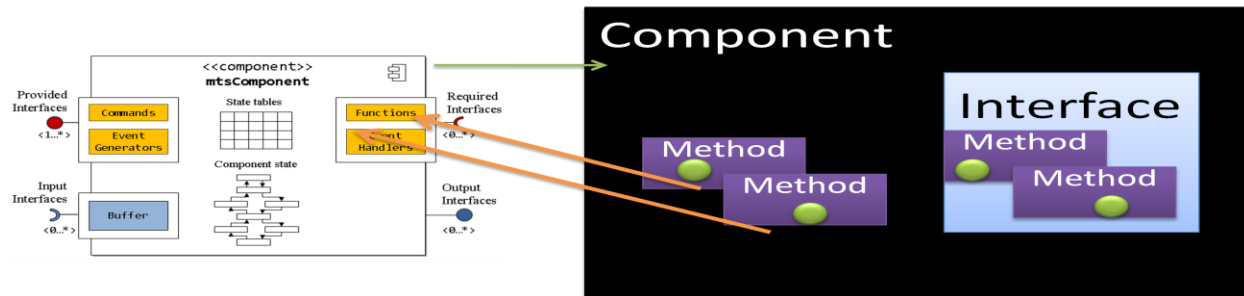 <<component>>
mtsComponent
Provided
Interfaces
<1…*>
Commands
Event
Generators
State tables
Functions
Handlers
Required
Interfaces
<0…*>
Component state
Input
Interfaces
<0…*>
Buffer
Output
Interfaces
<0…*>
Component
Method
Method
Interface
Method
Method